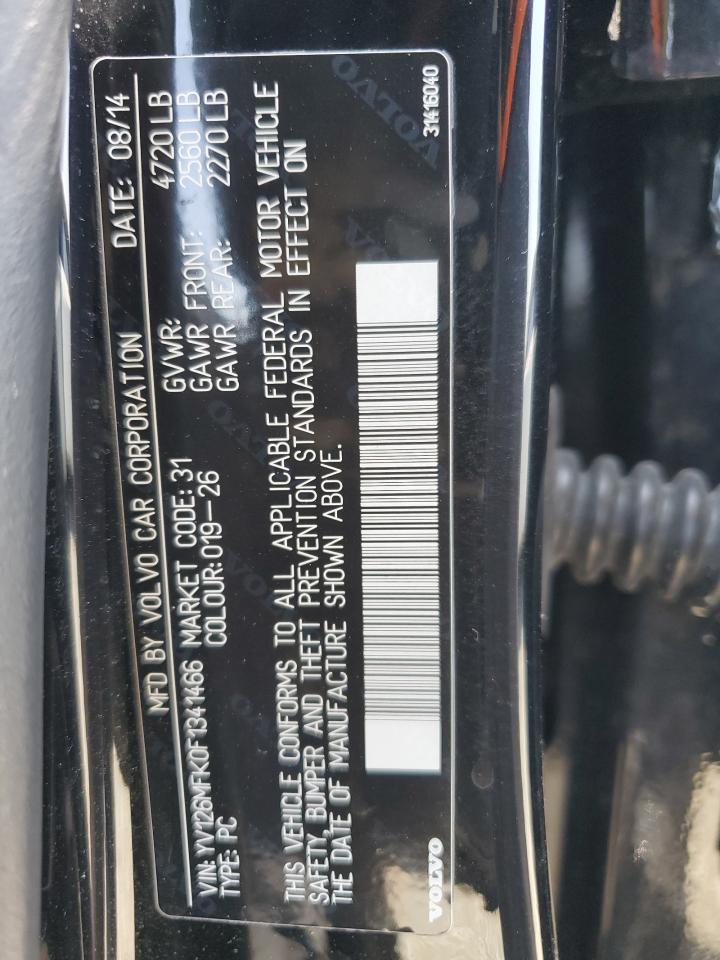 MFD BY VOLVO CAR CORPORATION DATE: 08/14
VIN: YV126MFK0F1341466 MARKET CODE: 31 GVWR: 4720 LB
TYPE: PC COLOUR: 019-26 GAWR FRONT: 2560 LB
GAWR REAR: 2270 LB
THIS VEHICLE CONFORMS TO ALL APPLICABLE FEDERAL MOTOR VEHICLE
SAFETY, BUMPER AND THEFT PREVENTION STANDARDS IN EFFECT ON
THE DATE OF MANUFACTURE SHOWN ABOVE.
VOLVO 31416040